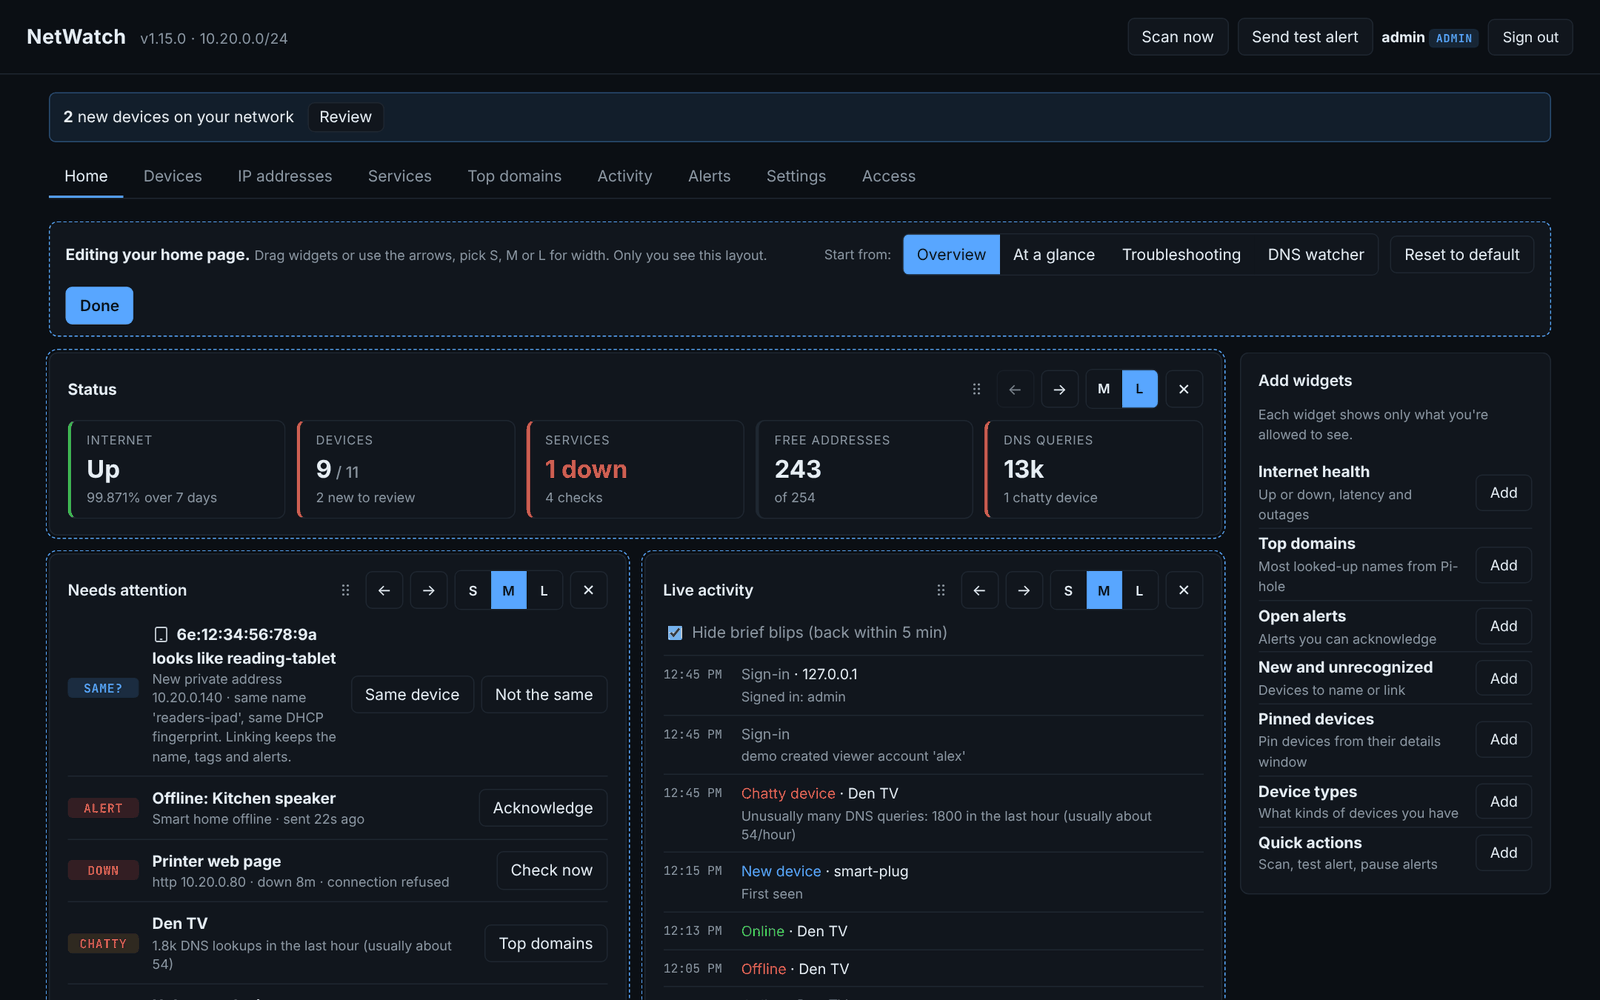 NetWatch v1.15.0 · 10.20.0.0/24
Scan now
Send test alert
admin ADMIN
Sign out
2 new devices on your network
Review
Home
Devices
IP addresses
Services
Top domains
Activity
Alerts
Settings
Access
Editing your home page. Drag widgets or use the arrows, pick S, M or L for width. Only you see this layout.
Start from:
Overview
At a glance
Troubleshooting
DNS watcher
Reset to default
Done
Status
← → M L ✕
INTERNET
Up
99.871% over 7 days
DEVICES
9 / 11
2 new to review
SERVICES
1 down
4 checks
FREE ADDRESSES
243
of 254
DNS QUERIES
13k
1 chatty device
Needs attention
← → S M L ✕
SAME?
6e:12:34:56:78:9a
looks like reading-tablet
New private address
10.20.0.140 · same name
'readers-ipad', same DHCP
fingerprint. Linking keeps the
name, tags and alerts.
Same device
Not the same
ALERT
Offline: Kitchen speaker
Smart home offline · sent 22s ago
Acknowledge
DOWN
Printer web page
http 10.20.0.80 · down 8m · connection refused
Check now
CHATTY
Den TV
1.8k DNS lookups in the last hour (usually about
54)
Top domains
Live activity
← → S M L ✕
Hide brief blips (back within 5 min)
12:45 PM Sign-in · 127.0.0.1
Signed in: admin
12:45 PM Sign-in
demo created viewer account 'alex'
12:45 PM Chatty device · Den TV
Unusually many DNS queries: 1800 in the last hour (usually about
54/hour)
12:15 PM New device · smart-plug
First seen
12:13 PM Online · Den TV
12:05 PM Offline · Den TV
Add widgets
Each widget shows only what you're
allowed to see.
Internet health
Up or down, latency and
outages
Add
Top domains
Most looked-up names from Pi-
hole
Add
Open alerts
Alerts you can acknowledge
Add
New and unrecognized
Devices to name or link
Add
Pinned devices
Pin devices from their details
window
Add
Device types
What kinds of devices you have
Add
Quick actions
Scan, test alert, pause alerts
Add